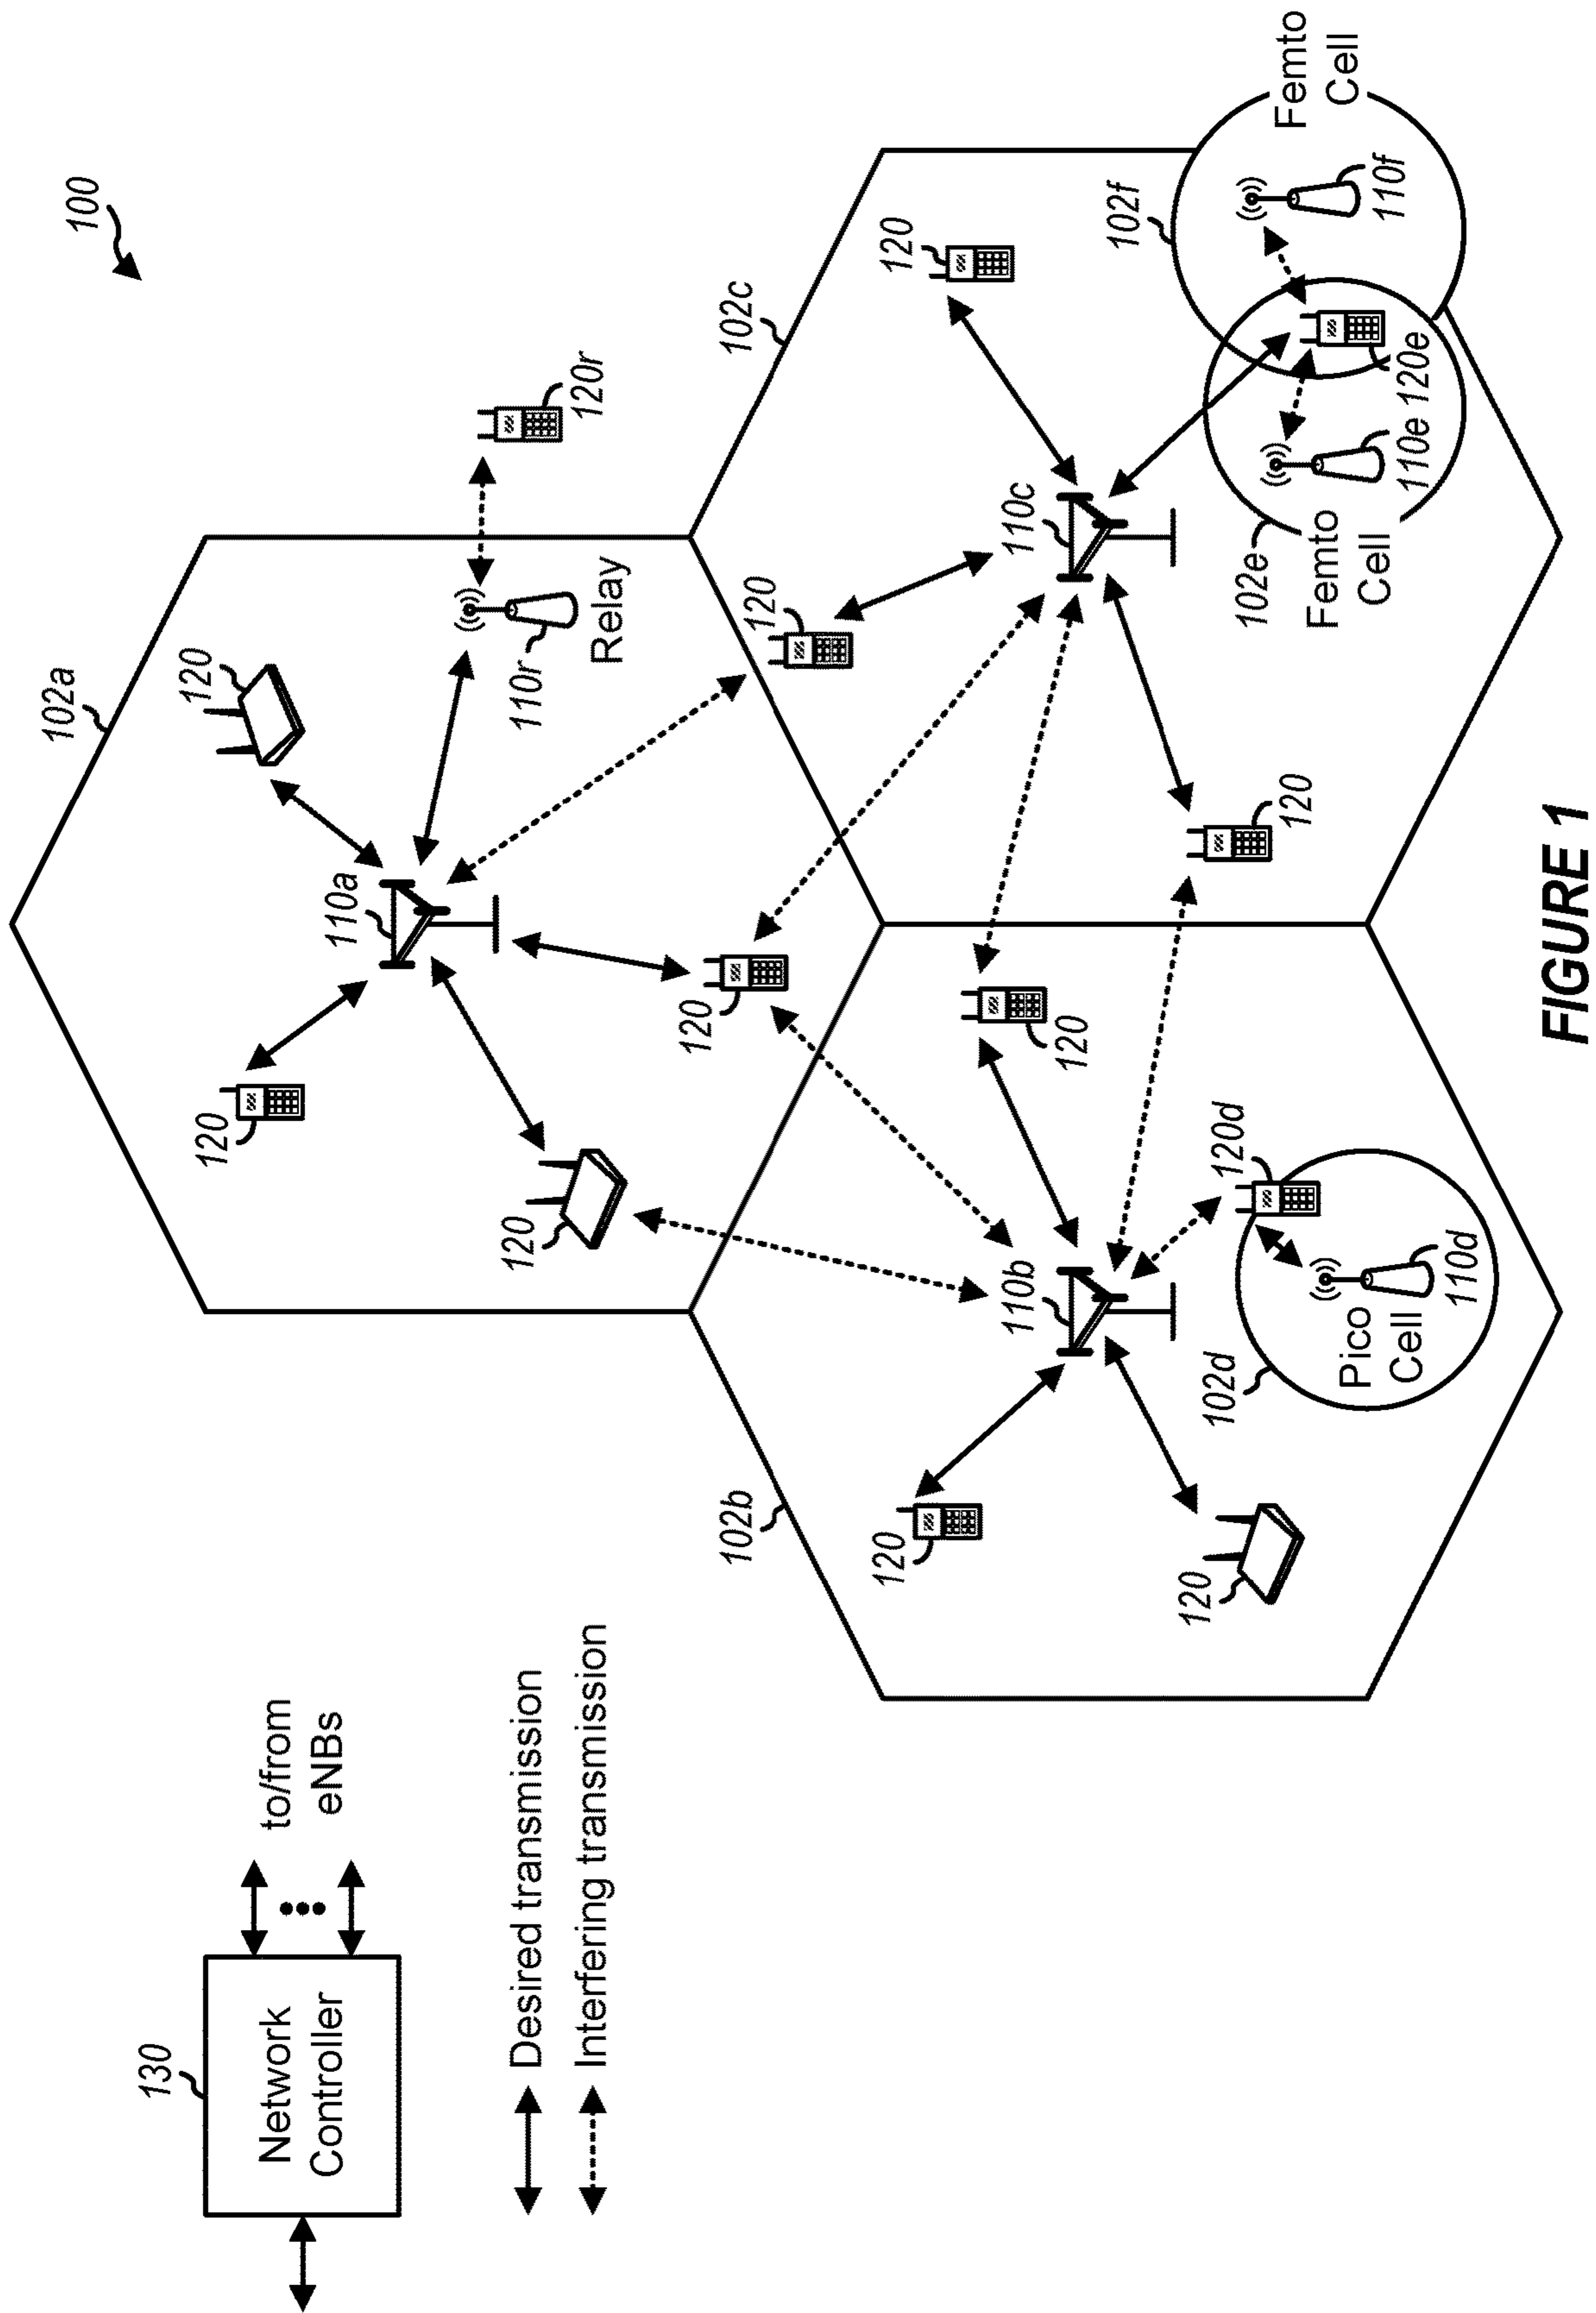 100
130
Network
Controller
to/from
eNBs
Desired transmission
Interfering transmission
102a
120
110a
120
120
120
110r
Relay
120r
102b
120
110b
120
120
120d
102d
Pico
Cell
110d
102c
120
110c
120
120
102e
Femto
Cell
110e
120e
102f
110f
Femto
Cell
FIGURE 1